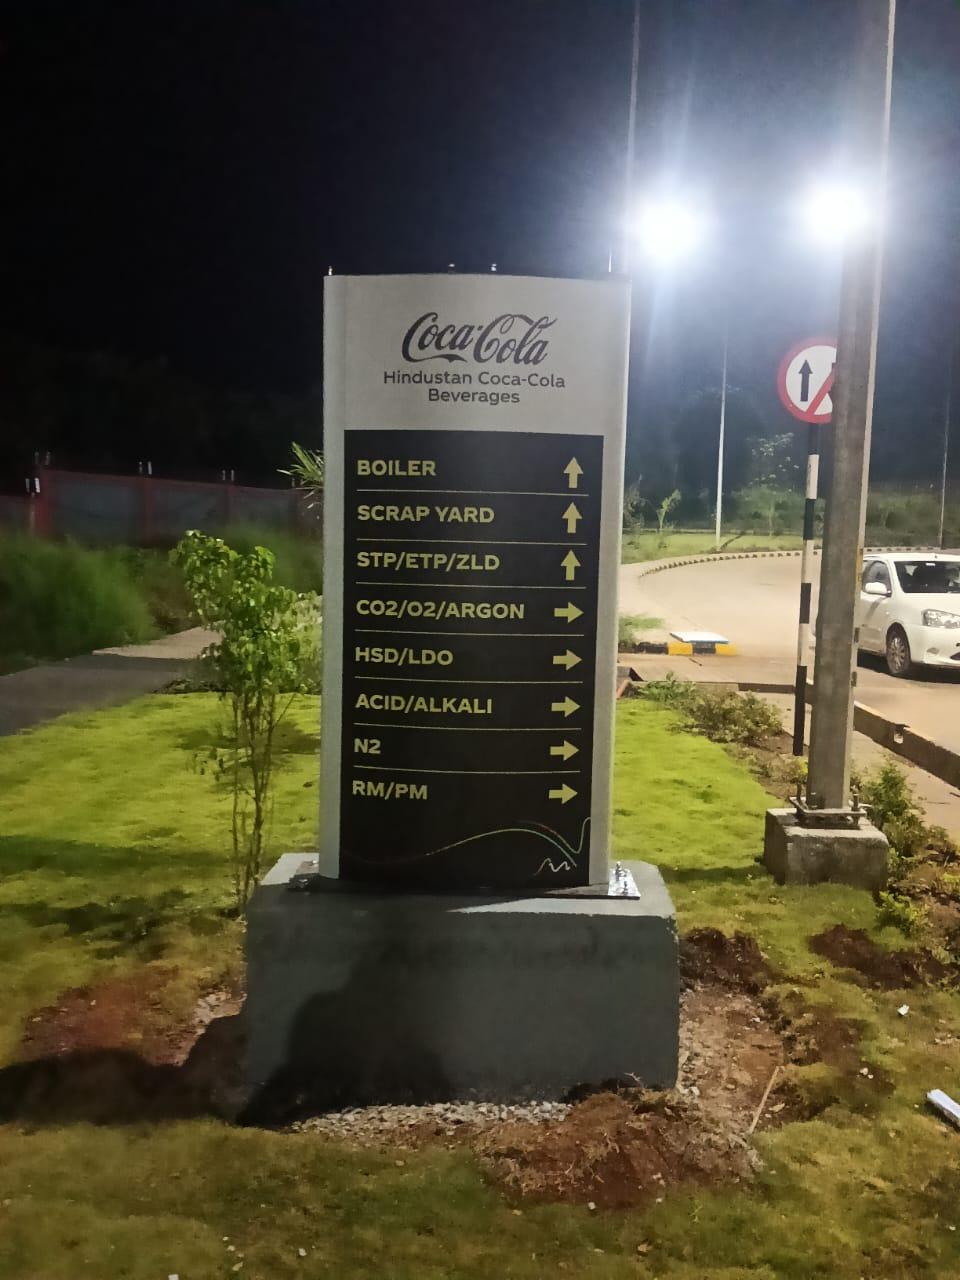 Coca-Cola
Hindustan Coca-Cola
Beverages
BOILER
SCRAP YARD
STP/ETP/ZLD
CO2/O2/ARGON
HSD/LDO
ACID/ALKALI
N2
RM/PM